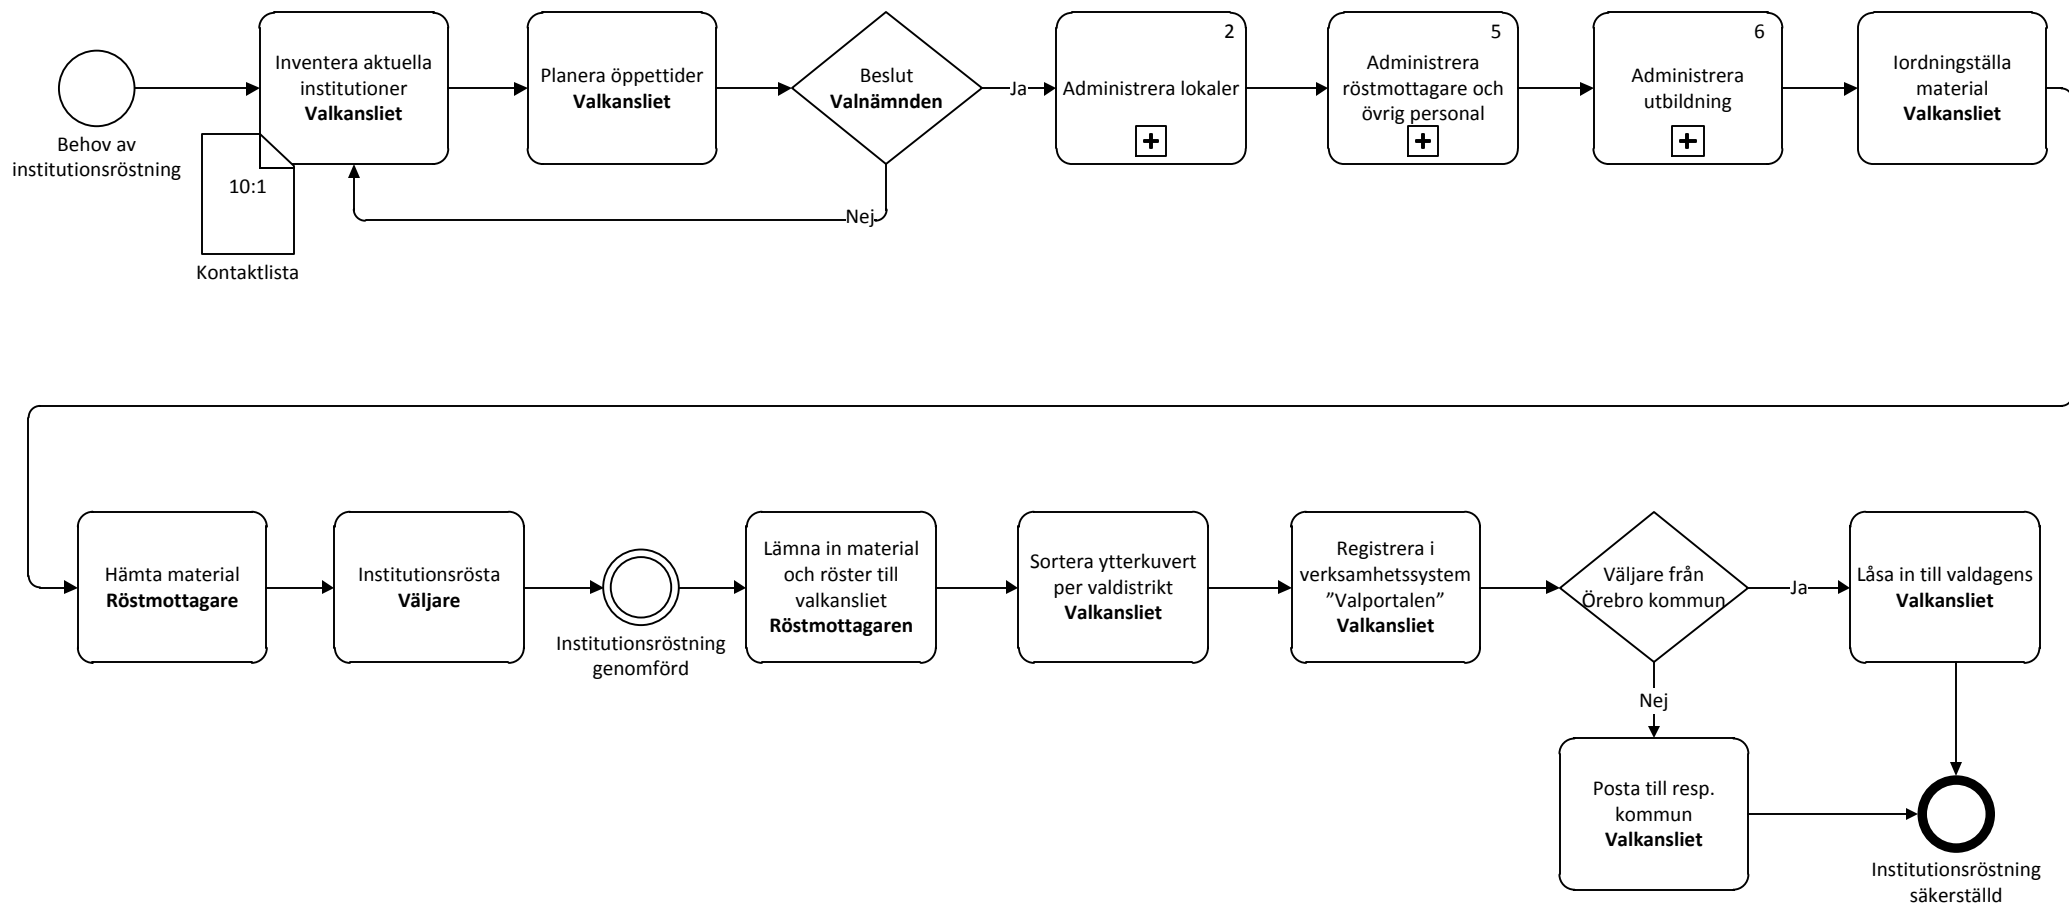 Behov av
institutionsröstning
Inventera aktuella
institutioner
Valkansliet
10:1
Kontaktlista
Planera öppettider
Valkansliet
Beslut
Valnämnden
Ja
Nej
2
Administrera lokaler
5
Administrera
röstmottagare och
övrig personal
6
Administrera
utbildning
Iordningställa
material
Valkansliet
Hämta material
Röstmottagare
Institutionsrösta
Väljare
Institutionsröstning
genomförd
Lämna in material
och röster till
valkansliet
Röstmottagaren
Sortera ytterkuvert
per valdistrikt
Valkansliet
Registrera i
verksamhetssystem
”Valportalen”
Valkansliet
Väljare från
Örebro kommun
Ja
Nej
Låsa in till valdagens
Valkansliet
Posta till resp.
kommun
Valkansliet
Institutionsröstning
säkerställd